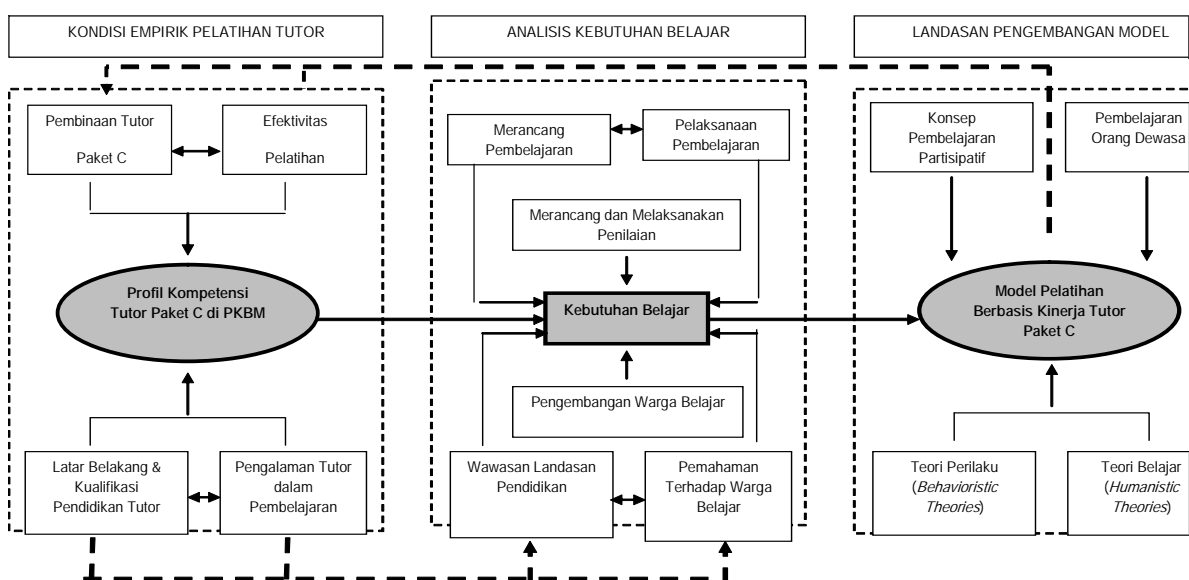 KONDISI EMPIRIK PELATIHAN TUTOR
Pembinaan Tutor
Paket C
Efektivitas
Pelatihan
Profil Kompetensi
Tutor Paket C di PKBM
Latar Belakang &
Kualifikasi
Pendidikan Tutor
Pengalaman Tutor
dalam
Pembelajaran
ANALISIS KEBUTUHAN BELAJAR
Merancang
Pembelajaran
Pelaksanaan
Pembelajaran
Merancang dan Melaksanakan
Penilaian
Kebutuhan Belajar
Pengembangan Warga Belajar
Wawasan Landasan
Pendidikan
Pemahaman
Terhadap Warga
Belajar
LANDASAN PENGEMBANGAN MODEL
Konsep
Pembelajaran
Partisipatif
Pembelajaran
Orang Dewasa
Model Pelatihan
Berbasis Kinerja Tutor
Paket C
Teori Perilaku
(Behavioristic
Theories)
Teori Belajar
(Humanistic
Theories)